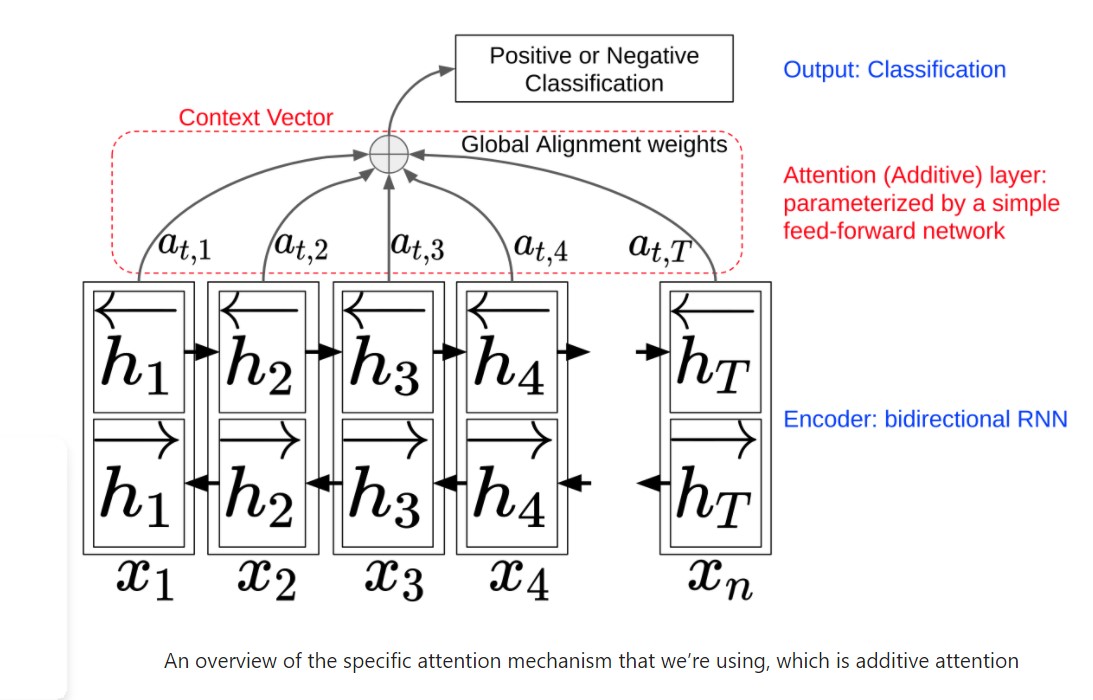 Positive or Negative
Classification
Output: Classification
Context Vector
Global Alignment weights
Attention (Additive) layer:
parameterized by a simple
feed-forward network
a_{t,1} a_{t,2} a_{t,3} a_{t,4} a_{t,T}
\overleftarrow{h_1} \overleftarrow{h_2} \overleftarrow{h_3} \overleftarrow{h_4} \overleftarrow{h_T}
Encoder: bidirectional RNN
\overrightarrow{h_1} \overrightarrow{h_2} \overrightarrow{h_3} \overrightarrow{h_4} \overrightarrow{h_T}
x_1 x_2 x_3 x_4 x_n
An overview of the specific attention mechanism that we’re using, which is additive attention